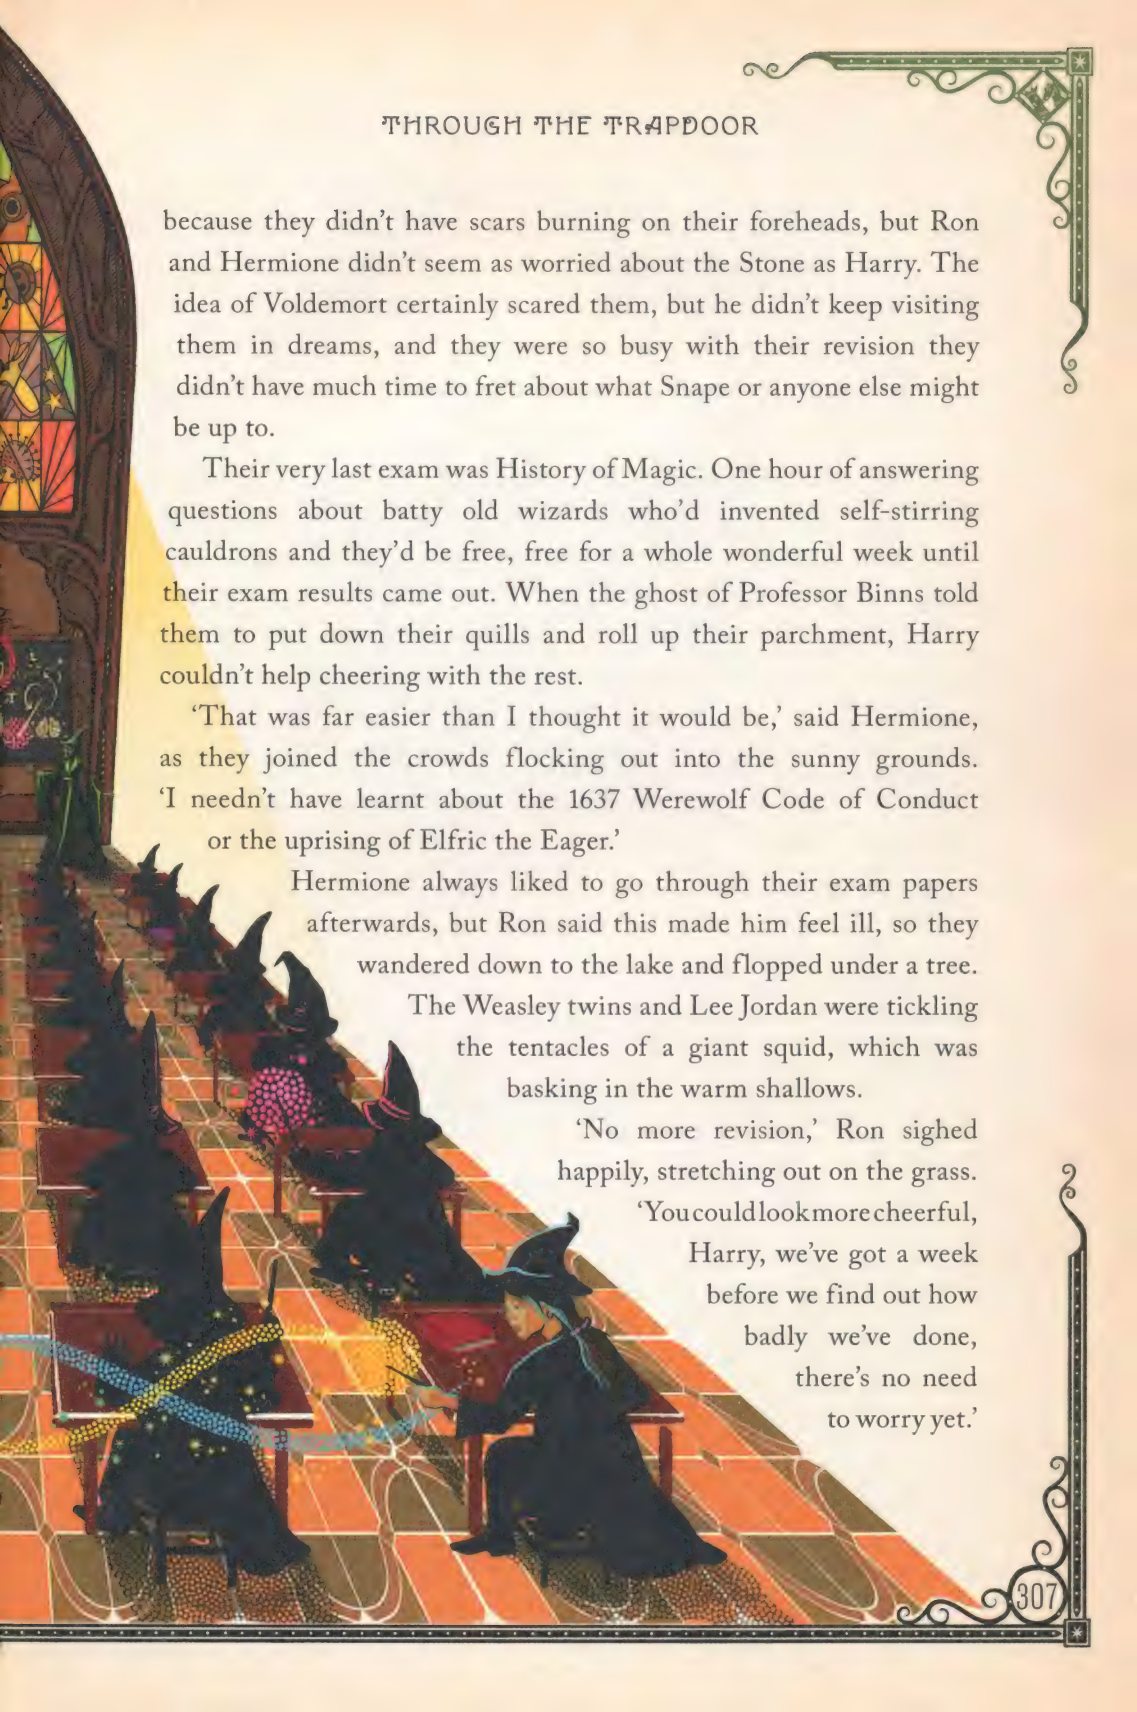 THROUGH THE TRAPDOOR
because they didn't have scars burning on their foreheads, but Ron
and Hermione didn't seem as worried about the Stone as Harry. The
idea of Voldemort certainly scared them, but he didn't keep visiting
them in dreams, and they were so busy with their revision they
didn't have much time to fret about what Snape or anyone else might
be up to.
Their very last exam was History of Magic. One hour of answering
questions about batty old wizards who'd invented self-stirring
cauldrons and they'd be free, free for a whole wonderful week until
their exam results came out. When the ghost of Professor Binns told
them to put down their quills and roll up their parchment, Harry
couldn't help cheering with the rest.
‘That was far easier than I thought it would be,’ said Hermione,
as they joined the crowds flocking out into the sunny grounds.
‘I needn't have learnt about the 1637 Werewolf Code of Conduct
or the uprising of Elfric the Eager.’
Hermione always liked to go through their exam papers
afterwards, but Ron said this made him feel ill, so they
wandered down to the lake and flopped under a tree.
The Weasley twins and Lee Jordan were tickling
the tentacles of a giant squid, which was
basking in the warm shallows.
‘No more revision,’ Ron sighed
happily, stretching out on the grass.
‘You could look more cheerful,
Harry, we've got a week
before we find out how
badly we've done,
there's no need
to worry yet.’
307